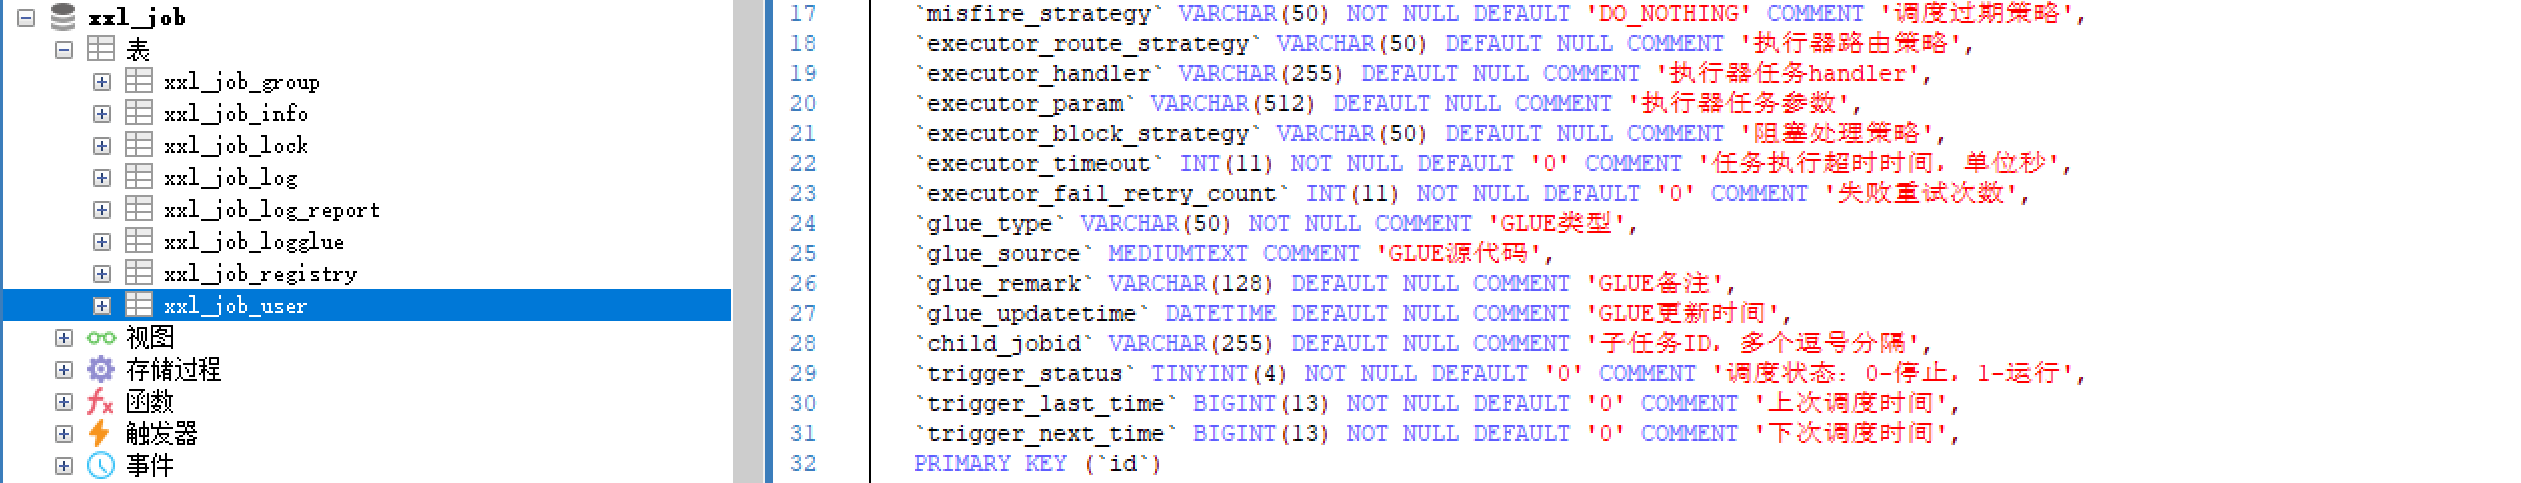 xxl_job
表
xxl_job_group
xxl_job_info
xxl_job_lock
xxl_job_log
xxl_job_log_report
xxl_job_logglue
xxl_job_registry
xxl_job_user
视图
存储过程
函数
触发器
事件
17 `misfire_strategy` VARCHAR(50) NOT NULL DEFAULT 'DO_NOTHING' COMMENT '调度过期策略',
18 `executor_route_strategy` VARCHAR(50) DEFAULT NULL COMMENT '执行器路由策略',
19 `executor_handler` VARCHAR(255) DEFAULT NULL COMMENT '执行器任务handler',
20 `executor_param` VARCHAR(512) DEFAULT NULL COMMENT '执行器任务参数',
21 `executor_block_strategy` VARCHAR(50) DEFAULT NULL COMMENT '阻塞处理策略',
22 `executor_timeout` INT(11) NOT NULL DEFAULT '0' COMMENT '任务执行超时时间，单位秒',
23 `executor_fail_retry_count` INT(11) NOT NULL DEFAULT '0' COMMENT '失败重试次数',
24 `glue_type` VARCHAR(50) NOT NULL COMMENT 'GLUE类型',
25 `glue_source` MEDIUMTEXT COMMENT 'GLUE源代码',
26 `glue_remark` VARCHAR(128) DEFAULT NULL COMMENT 'GLUE备注',
27 `glue_updatetime` DATETIME DEFAULT NULL COMMENT 'GLUE更新时间',
28 `child_jobid` VARCHAR(255) DEFAULT NULL COMMENT '子任务ID，多个逗号分隔',
29 `trigger_status` TINYINT(4) NOT NULL DEFAULT '0' COMMENT '调度状态：0-停止，1-运行',
30 `trigger_last_time` BIGINT(13) NOT NULL DEFAULT '0' COMMENT '上次调度时间',
31 `trigger_next_time` BIGINT(13) NOT NULL DEFAULT '0' COMMENT '下次调度时间',
32 PRIMARY KEY (`id`)